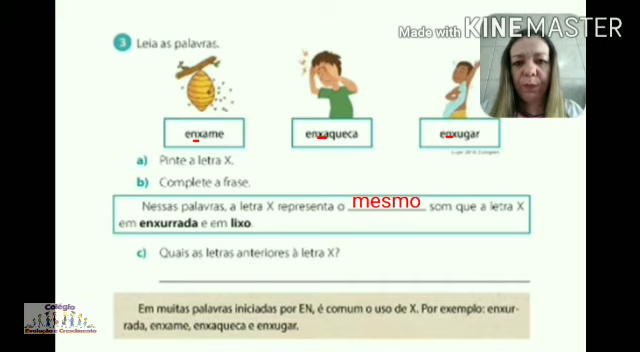 Made with KINEMASTER
3 Leia as palavras.
enxame
enxaqueca
enxugar
a) Pinte a letra X.
b) Complete a frase.
Nessas palavras, a letra X representa o mesmo som que a letra X
em enxurrada e em lixo.
c) Quais as letras anteriores à letra X?
Em muitas palavras iniciadas por EN, é comum o uso de X. Por exemplo: enxur-
rada, enxame, enxaqueca e enxugar.
Colégio
Evolução e Crescimento